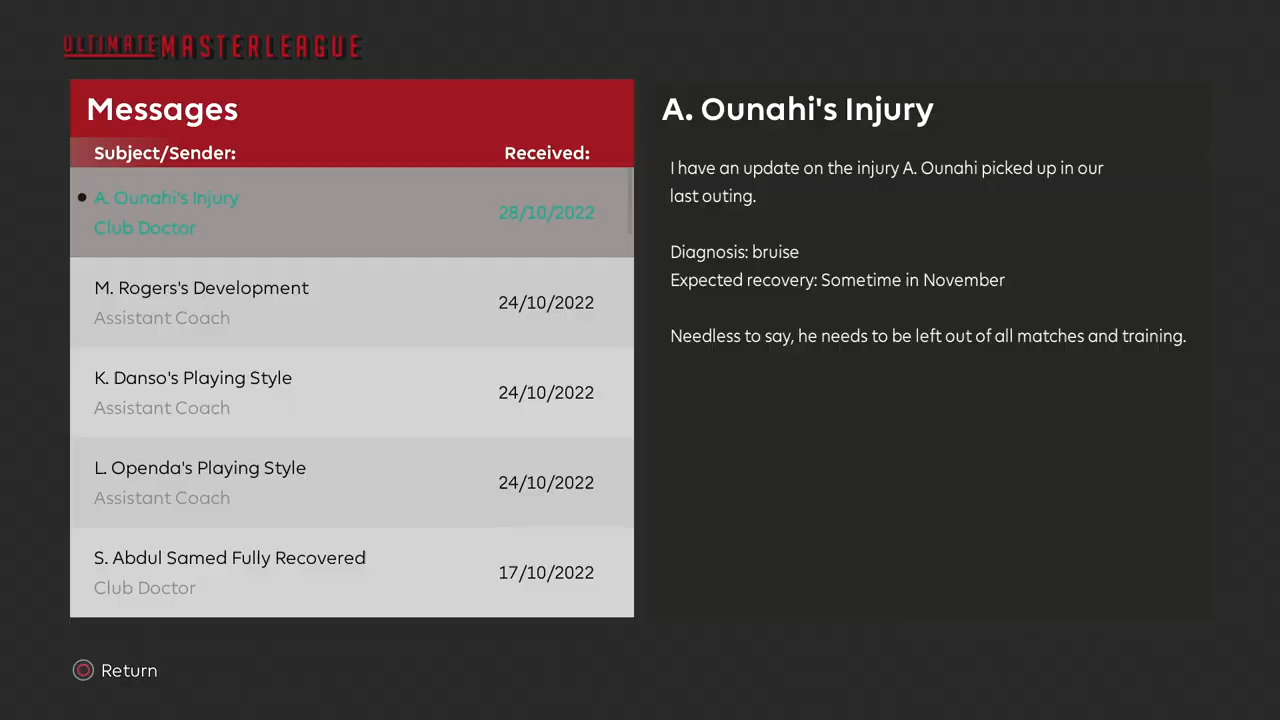 ULTIMATE MASTERLEAGUE
Messages
Subject/Sender: Received:
A. Ounahi's Injury
Club Doctor
28/10/2022
M. Rogers's Development
Assistant Coach
24/10/2022
K. Danso's Playing Style
Assistant Coach
24/10/2022
L. Openda's Playing Style
Assistant Coach
24/10/2022
S. Abdul Samed Fully Recovered
Club Doctor
17/10/2022
A. Ounahi's Injury
I have an update on the injury A. Ounahi picked up in our
last outing.
Diagnosis: bruise
Expected recovery: Sometime in November
Needless to say, he needs to be left out of all matches and training.
Return